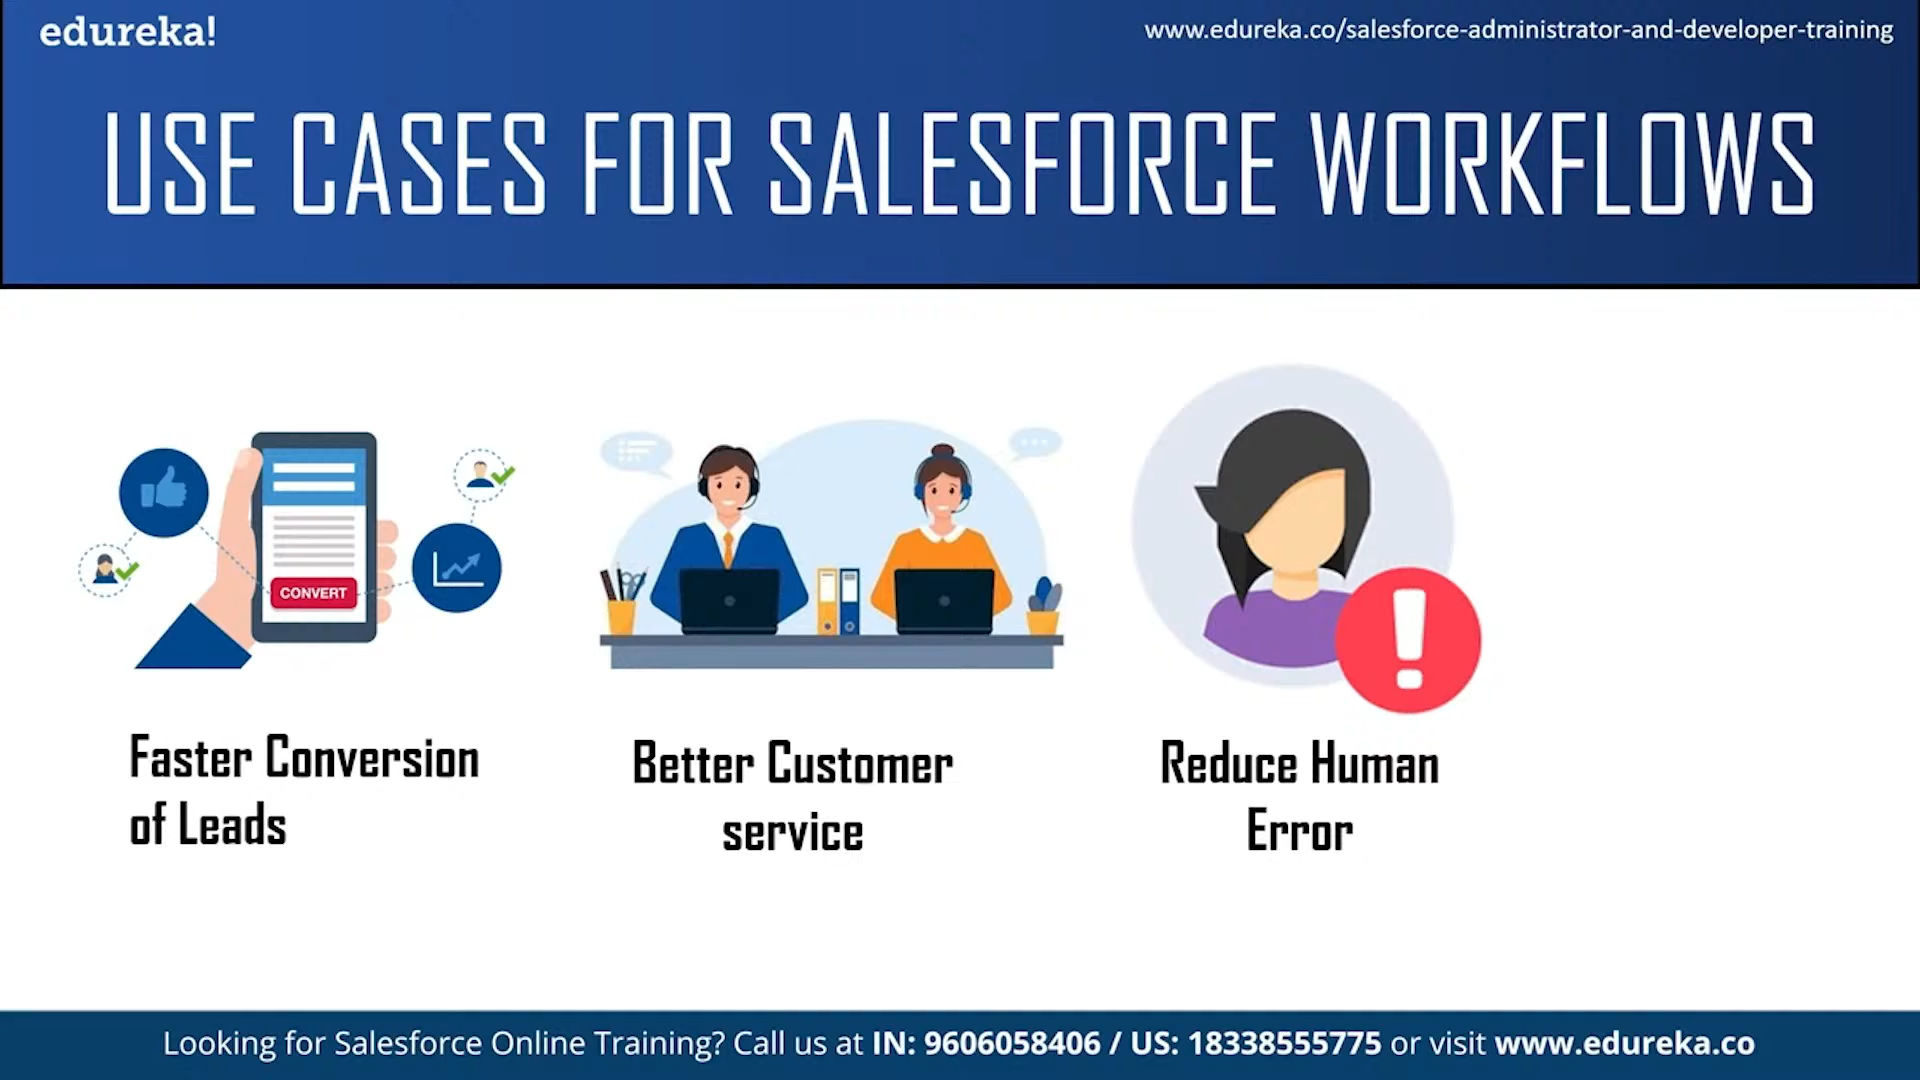 edureka!
www.edureka.co/salesforce-administrator-and-developer-training
USE CASES FOR SALESFORCE WORKFLOWS
CONVERT
Faster Conversion
of Leads
Better Customer
service
Reduce Human
Error
Looking for Salesforce Online Training? Call us at IN: 9606058406 / US: 18338555775 or visit www.edureka.co